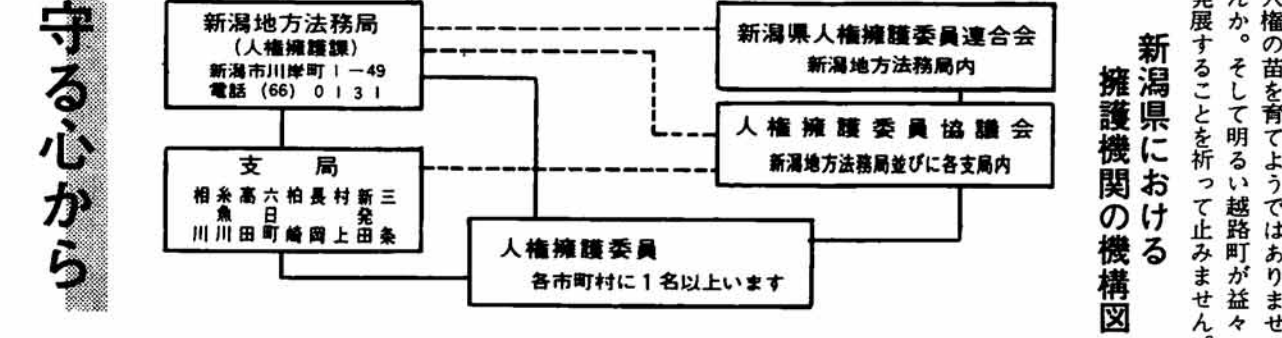 人権の苗を育てようではありませ
んか。そして明るい越路町が益々
発展することを祈って止みません。
新潟県における
擁護機関の機構図
新潟地方法務局
(人権擁護課)
新潟市川岸町1-49
電話 (66) 0131
新潟県人権擁護委員連合会
新潟地方法務局内
人権擁護委員協議会
新潟地方法務局並びに各支局内
支局
三条
新発田
村上
長岡
柏崎
六日町
高田
糸魚川
相川
人権擁護委員
各市町村に1名以上います
守る心から